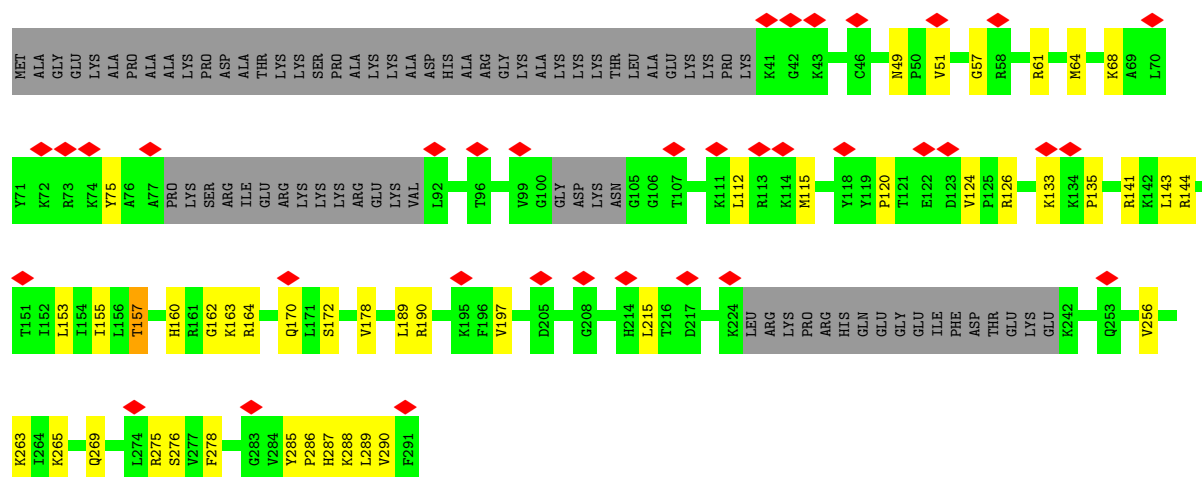 MET ALA GLY GLU LYS ALA PRO ALA ALA LYS PRO ASP ALA THR LYS LYS SER PRO ALA LYS LYS ALA ASP HIS ALA ARG GLY LYS ALA LYS LYS LYS THR LEU ALA GLU LYS LYS PRO LYS K41 G42 K43 C46 N49 P50 V51 G57 R58 R61 M64 K68 A69 L70
Y71 K72 R73 K74 Y75 A76 A77 PRO LYS SER ARG ILE GLU ARG LYS LYS LYS ARG GLU LYS VAL L92 T96 V99 G100 GLY ASP LYS ASN G105 G106 T107 K111 L112 R113 K114 M115 Y118 Y119 P120 T121 E122 D123 V124 P125 R126 K133 K134 P135 R141 K142 L143 R144
T151 I152 L153 I154 I155 L156 T157 H160 R161 G162 K163 R164 Q170 L171 S172 V178 L189 R190 K195 F196 V197 D205 G208 H214 L215 T216 D217 K224 LEU ARG LYS PRO ARG HIS GLN GLU GLY GLU ILE PHE ASP THR GLU LYS GLU K242 Q253 V256
K263 I264 K265 Q269 L274 R275 S276 V277 F278 G283 V284 Y285 P286 H287 K288 L289 V290 F291